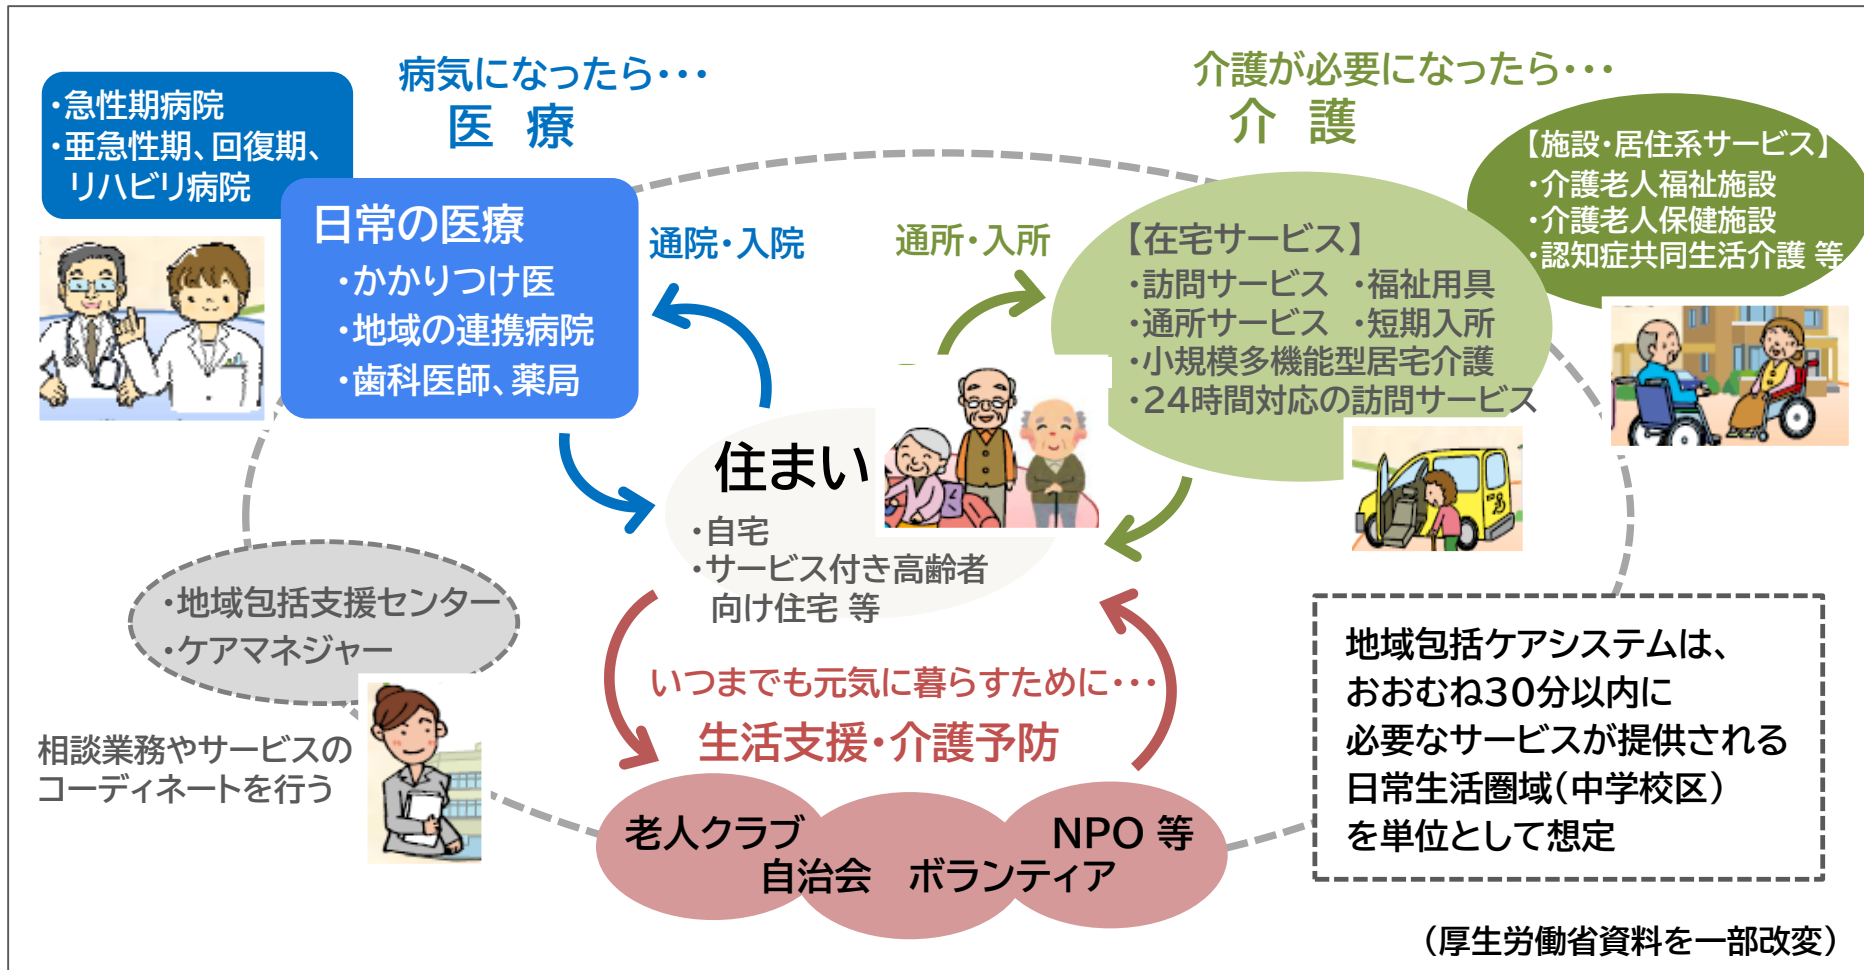 病気になったら・・・
医 療
・急性期病院
・亜急性期、回復期、
リハビリ病院
日常の医療
・かかりつけ医
・地域の連携病院
・歯科医師、薬局
通院・入院
介護が必要になったら・・・
介 護
通所・入所
【在宅サービス】
・訪問サービス ・福祉用具
・通所サービス ・短期入所
・小規模多機能型居宅介護
・24時間対応の訪問サービス
【施設・居住系サービス】
・介護老人福祉施設
・介護老人保健施設
・認知症共同生活介護 等
住まい
・自宅
・サービス付き高齢者
向け住宅 等
・地域包括支援センター
・ケアマネジャー
相談業務やサービスの
コーディネートを行う
いつまでも元気に暮らすために・・・
生活支援・介護予防
老人クラブ
自治会 ボランティア
NPO 等
地域包括ケアシステムは、
おおむね30分以内に
必要なサービスが提供される
日常生活圏域(中学校区)
を単位として想定
(厚生労働省資料を一部改変)